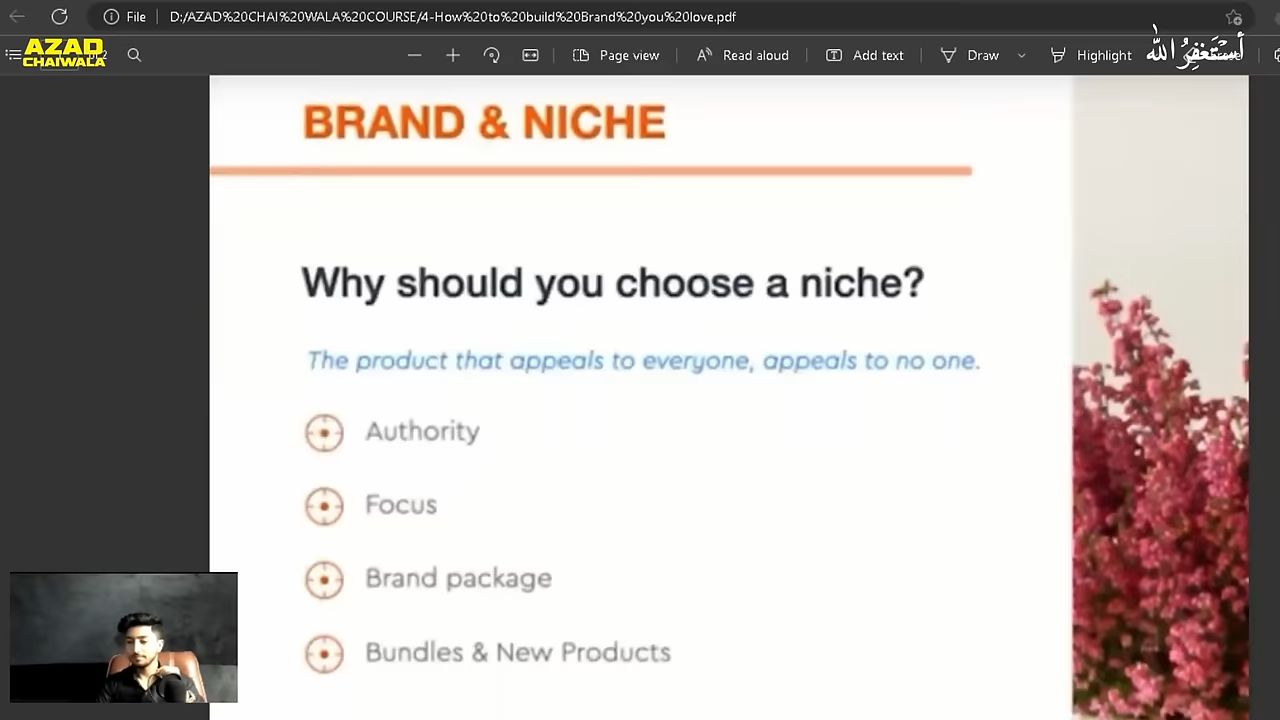 File
D:/AZAD%20CHAI%20WALA%20COURSE/4-How%20to%20build%20Brand%20you%20love.pdf
AZAD
CHAIWALA
Page view
Read aloud
Add text
Draw
Highlight
أستغفر الله
BRAND & NICHE
Why should you choose a niche?
The product that appeals to everyone, appeals to no one.
Authority
Focus
Brand package
Bundles & New Products